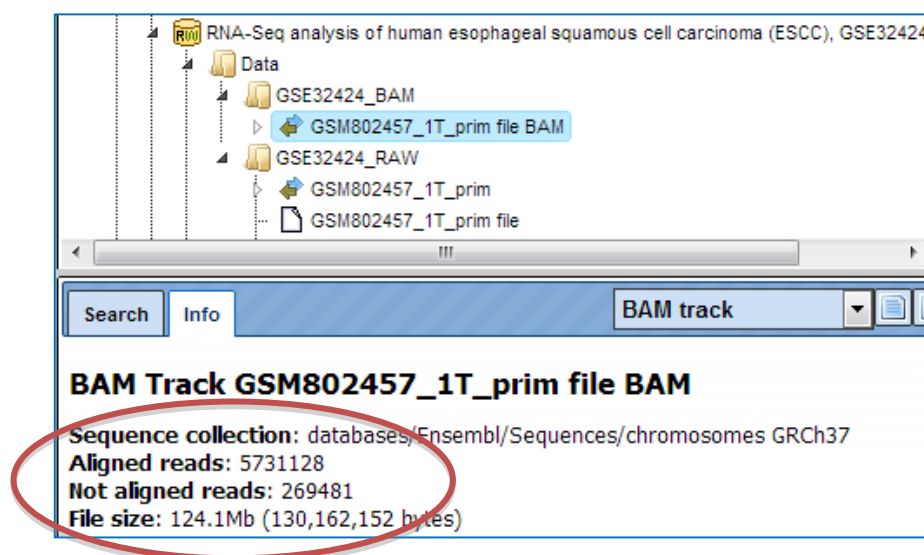 RNA-Seq analysis of human esophageal squamous cell carcinoma (ESCC), GSE32424
Data
GSE32424_BAM
GSM802457_1T_prim file BAM
GSE32424_RAW
GSM802457_1T_prim
GSM802457_1T_prim file
Search Info BAM track
BAM Track GSM802457_1T_prim file BAM
Sequence collection: databases/Ensembl/Sequences/chromosomes GRCh37
Aligned reads: 5731128
Not aligned reads: 269481
File size: 124.1Mb (130,162,152 bytes)